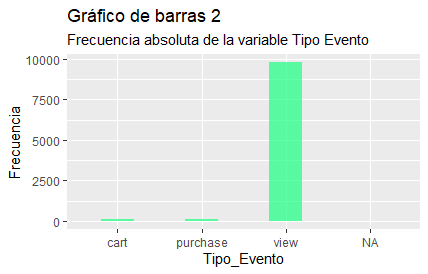 Gráfico de barras 2
Frecuencia absoluta de la variable Tipo Evento
Frecuencia
10000
7500
5000
2500
0
cart purchase view NA
Tipo_Evento